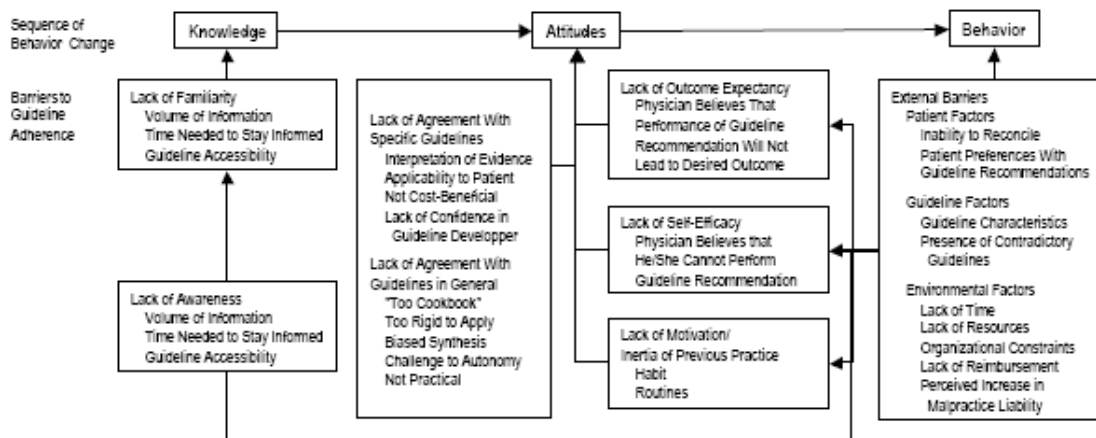 Sequence of
Behavior Change
Knowledge
Attitudes
Behavior
Barriers to
Guideline
Adherence
Lack of Familiarity
Volume of Information
Time Needed to Stay Informed
Guideline Accessibility
Lack of Awareness
Volume of Information
Time Needed to Stay Informed
Guideline Accessibility
Lack of Agreement With
Specific Guidelines
Interpretation of Evidence
Applicability to Patient
Not Cost-Beneficial
Lack of Confidence in
Guideline Developper
Lack of Agreement With
Guidelines in General
"Too Cookbook"
Too Rigid to Apply
Biased Synthesis
Challenge to Autonomy
Not Practical
Lack of Outcome Expectancy
Physician Believes That
Performance of Guideline
Recommendation Will Not
Lead to Desired Outcome
Lack of Self-Efficacy
Physician Believes that
He/She Cannot Perform
Guideline Recommendation
Lack of Motivation/
Inertia of Previous Practice
Habit
Routines
External Barriers
Patient Factors
Inability to Reconcile
Patient Preferences With
Guideline Recommendations
Guideline Factors
Guideline Characteristics
Presence of Contradictory
Guidelines
Environmental Factors
Lack of Time
Lack of Resources
Organizational Constraints
Lack of Reimbursement
Perceived Increase in
Malpractice Liability